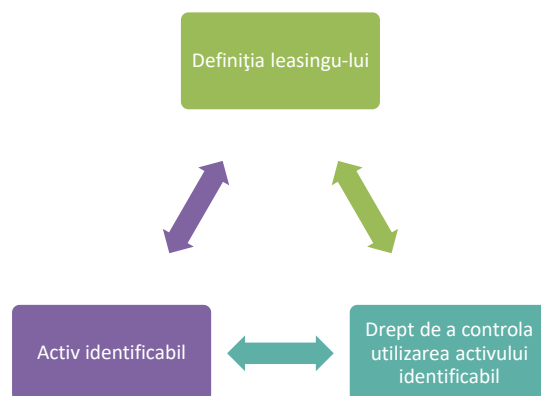 Definiţia leasingu-lui
Activ identificabil
Drept de a controla
utilizarea activului
identificabil